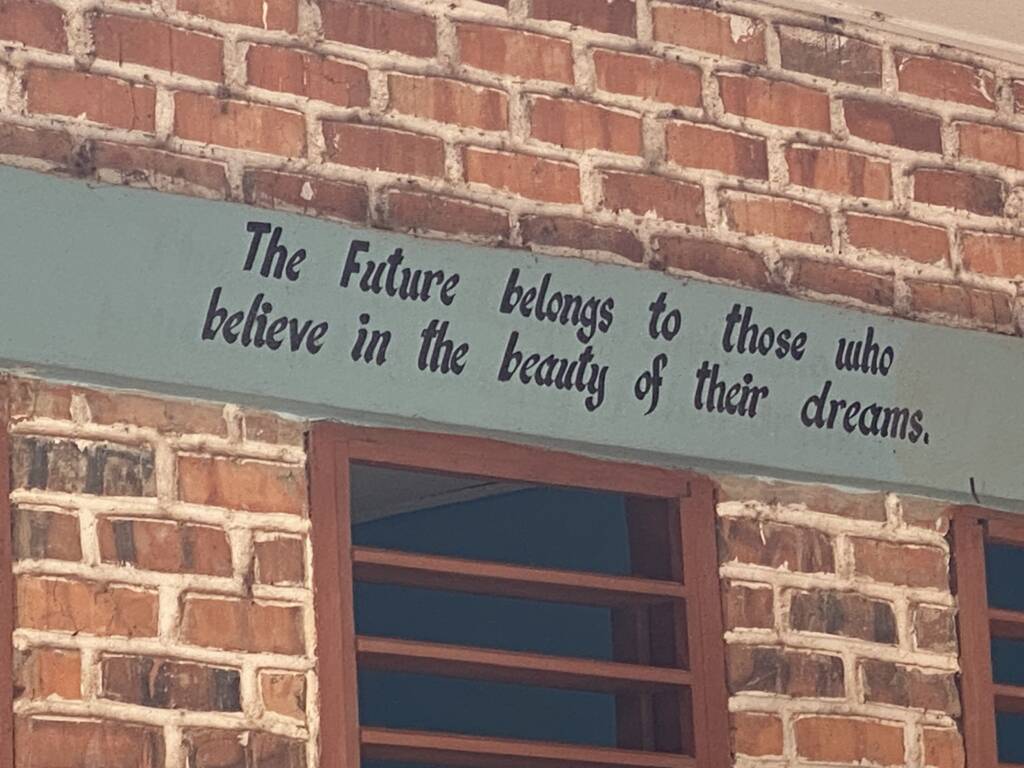 The Future belongs to those who
believe in the beauty of their dreams.